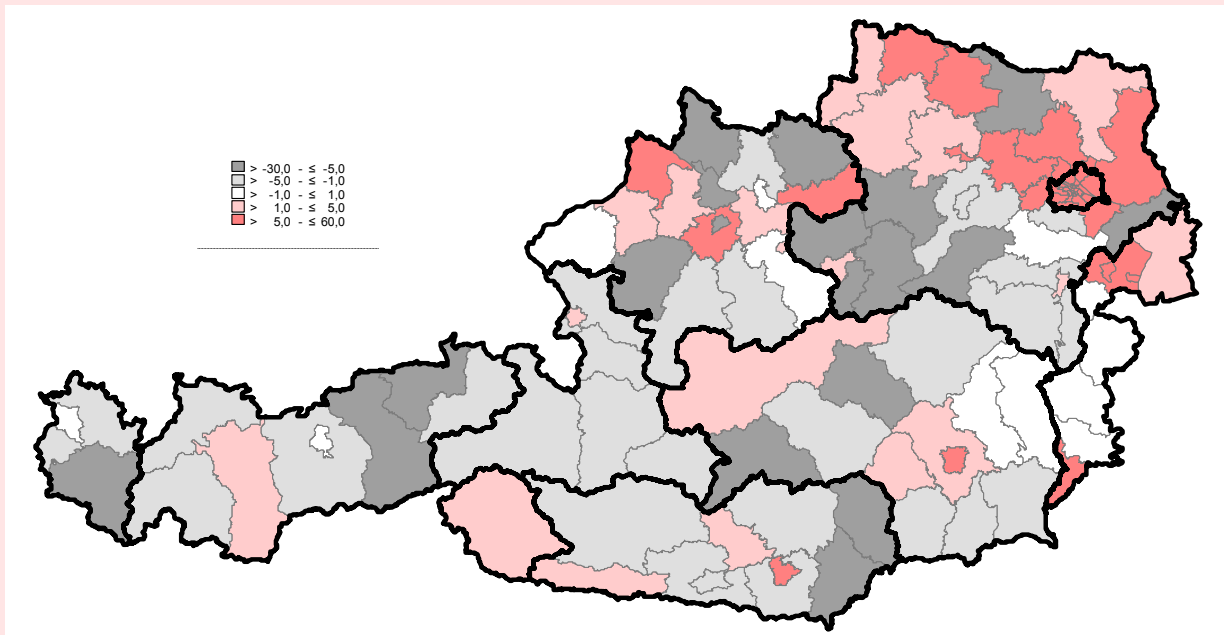 > -30,0 - ≤ -5,0
> -5,0 - ≤ -1,0
> -1,0 - ≤ 1,0
> 1,0 - ≤ 5,0
> 5,0 - ≤ 60,0